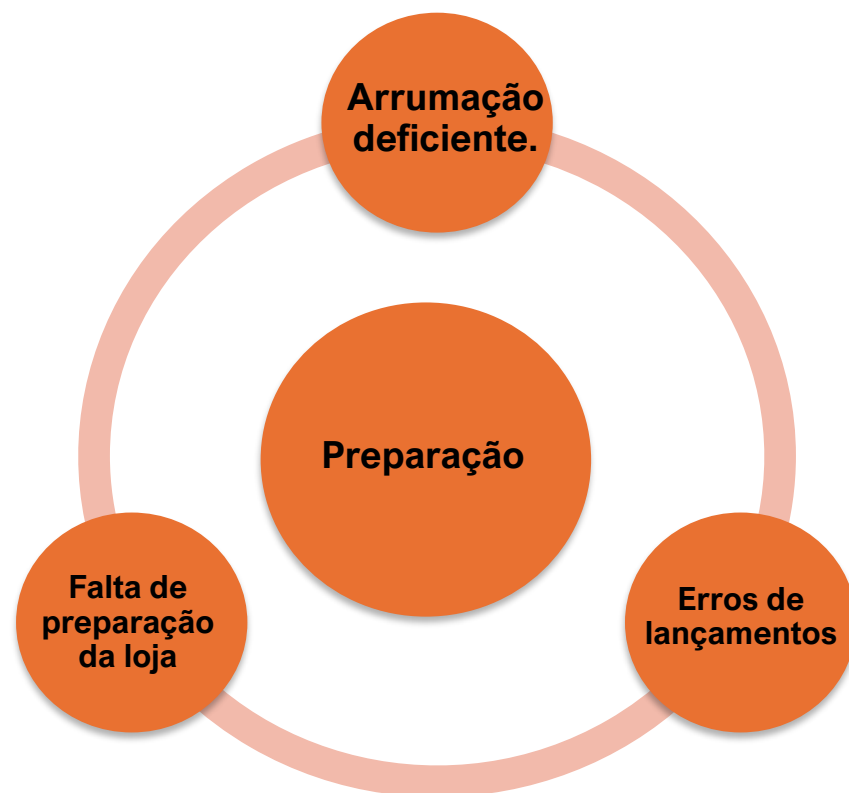 Arrumação
deficiente.
Preparação
Falta de
preparação
da loja
Erros de
lançamentos